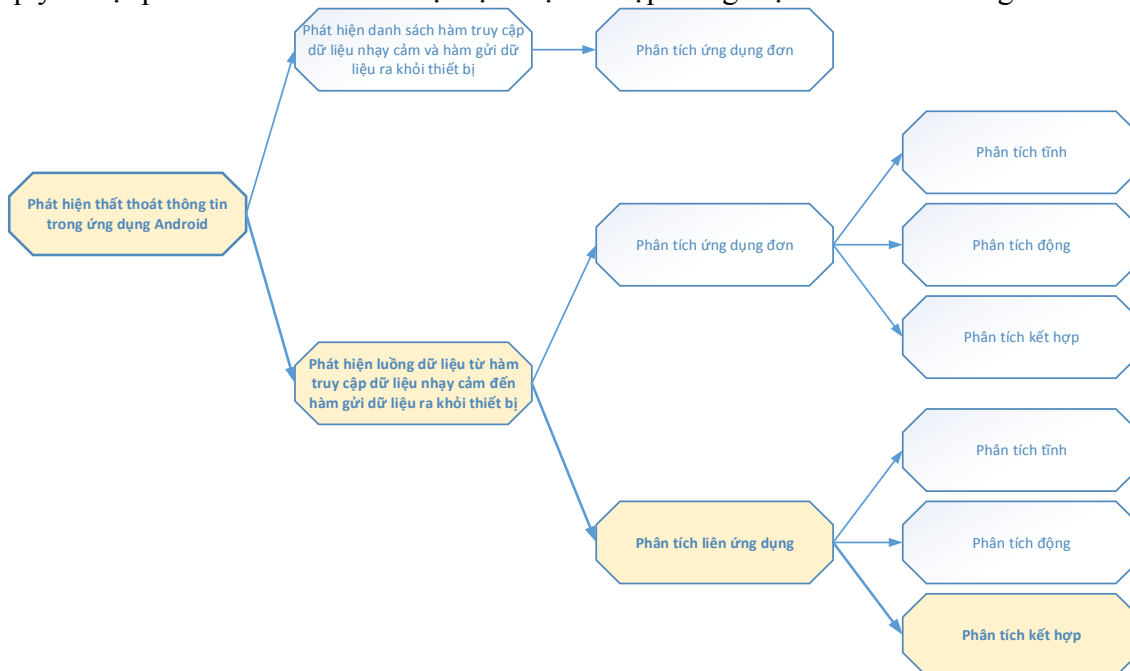 Phát hiện danh sách hàm truy cập
dữ liệu nhạy cảm và hàm gửi dữ
liệu ra khỏi thiết bị
Phân tích ứng dụng đơn
Phân tích tĩnh
Phát hiện thất thoát thông tin
trong ứng dụng Android
Phân tích ứng dụng đơn
Phân tích động
Phân tích kết hợp
Phát hiện luồng dữ liệu từ hàm
truy cập dữ liệu nhạy cảm đến
hàm gửi dữ liệu ra khỏi thiết bị
Phân tích tĩnh
Phân tích liên ứng dụng
Phân tích động
Phân tích kết hợp